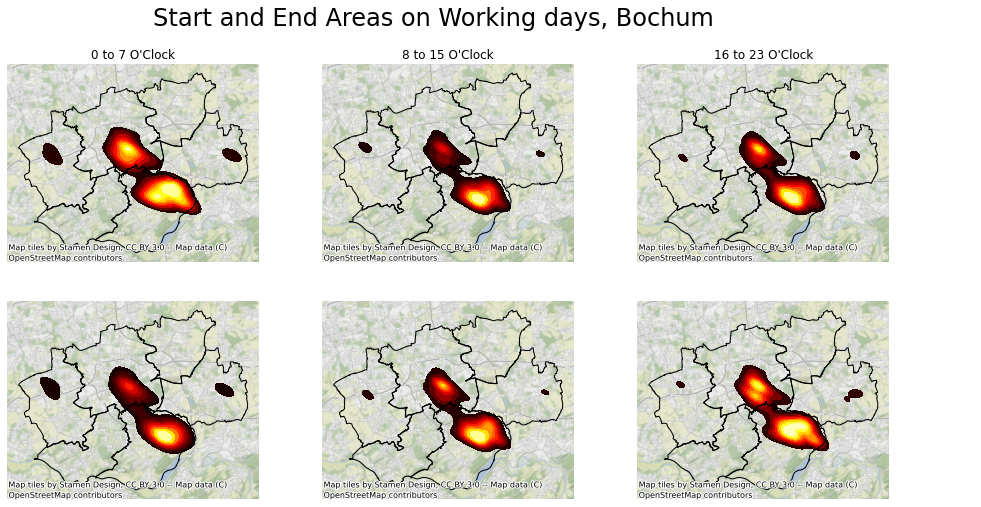 Start and End Areas on Working days, Bochum
0 to 7 O'Clock
8 to 15 O'Clock
16 to 23 O'Clock
Map tiles by Stamen Design, CC BY 3.0 -- Map data (C)
OpenStreetMap contributors
Map tiles by Stamen Design, CC BY 3.0 -- Map data (C)
OpenStreetMap contributors
Map tiles by Stamen Design, CC BY 3.0 -- Map data (C)
OpenStreetMap contributors
Map tiles by Stamen Design, CC BY 3.0 -- Map data (C)
OpenStreetMap contributors
Map tiles by Stamen Design, CC BY 3.0 -- Map data (C)
OpenStreetMap contributors
Map tiles by Stamen Design, CC BY 3.0 -- Map data (C)
OpenStreetMap contributors